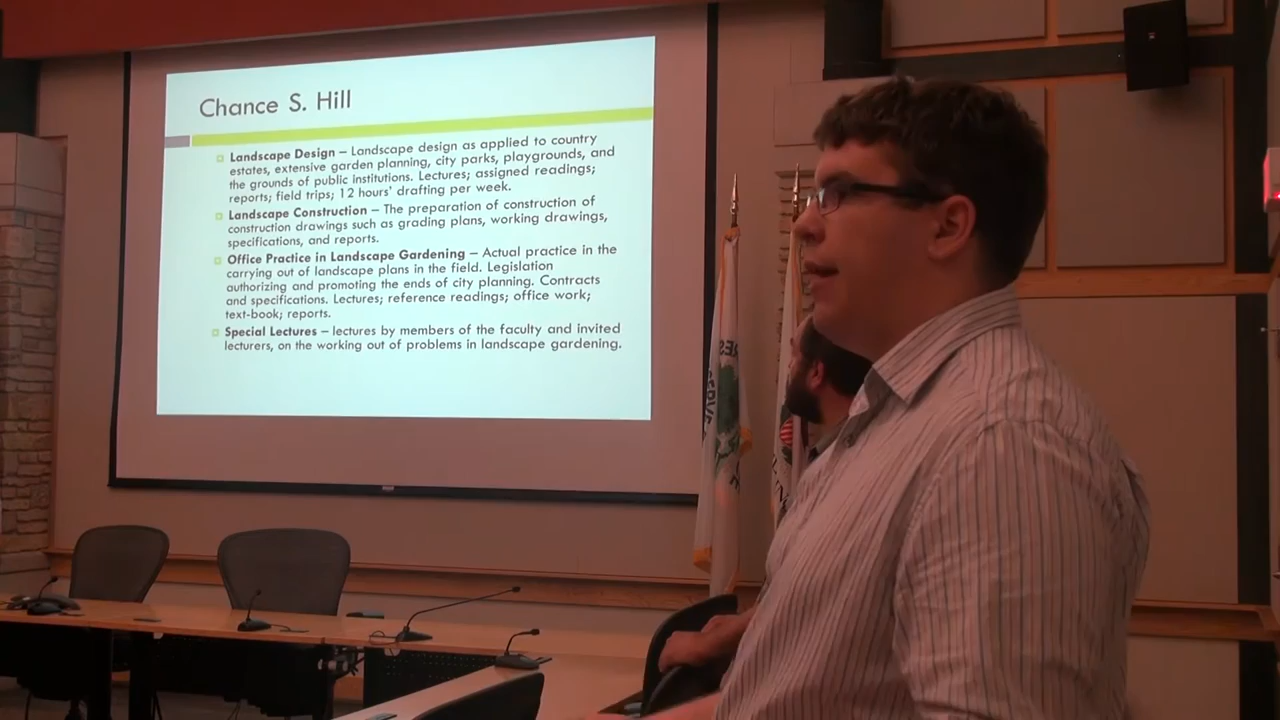 Chance S. Hill
Landscape Design – Landscape design as applied to country
estates, extensive garden planning, city parks, playgrounds, and
the grounds of public institutions. Lectures; assigned readings;
reports; field trips; 12 hours' drafting per week.
Landscape Construction – The preparation of construction of
construction drawings such as grading plans, working drawings,
specifications, and reports.
Office Practice in Landscape Gardening – Actual practice in the
carrying out of landscape plans in the field. Legislation
authorizing and promoting the ends of city planning. Contracts
and specifications. Lectures; reference readings; office work;
text-book; reports.
Special Lectures – lectures by members of the faculty and invited
lecturers, on the working out of problems in landscape gardening.